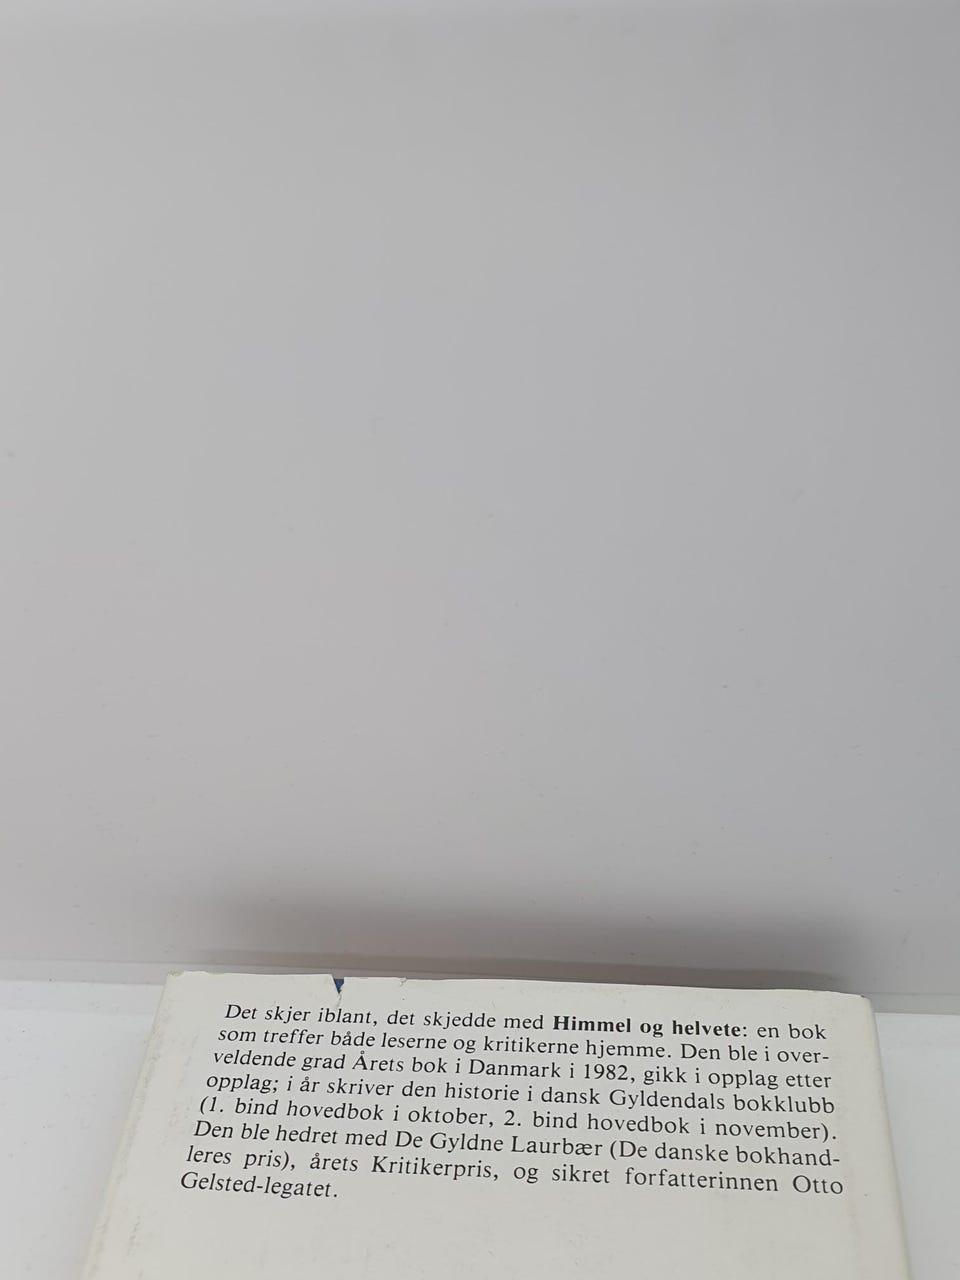 Det skjer iblant, det skjedde med Himmel og helvete: en bok
som treffer både leserne og kritikerne hjemme. Den ble i over-
veldende grad Årets bok i Danmark i 1982, gikk i opplag etter
opplag; i år skriver den historie i dansk Gyldendals bokklubb
(1. bind hovedbok i oktober, 2. bind hovedbok i november).
Den ble hedret med De Gyldne Laurbær (De danske bokhand-
leres pris), årets Kritikerpris, og sikret forfatterinnen Otto
Gelsted-legatet.